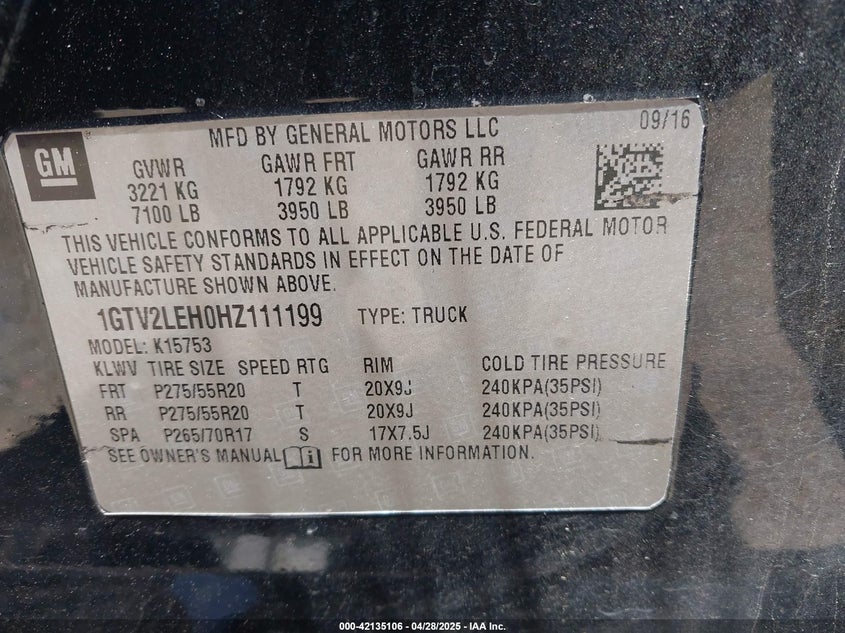 GM
MFD BY GENERAL MOTORS LLC 09/16
GVWR GAWR FRT GAWR RR
3221 KG 1792 KG 1792 KG
7100 LB 3950 LB 3950 LB
THIS VEHICLE CONFORMS TO ALL APPLICABLE U.S. FEDERAL MOTOR
VEHICLE SAFETY STANDARDS IN EFFECT ON THE DATE OF
MANUFACTURE SHOWN ABOVE.
1GTV2LEH0HZ111199 TYPE: TRUCK
MODEL: K15753
KLWV TIRE SIZE SPEED RTG RIM COLD TIRE PRESSURE
FRT P275/55R20 T 20X9J 240KPA(35PSI)
RR P275/55R20 T 20X9J 240KPA(35PSI)
SPA P265/70R17 S 17X7.5J 240KPA(35PSI)
SEE OWNER'S MANUAL i FOR MORE INFORMATION.
000-42135106 - 04/28/2025 - IAA Inc.